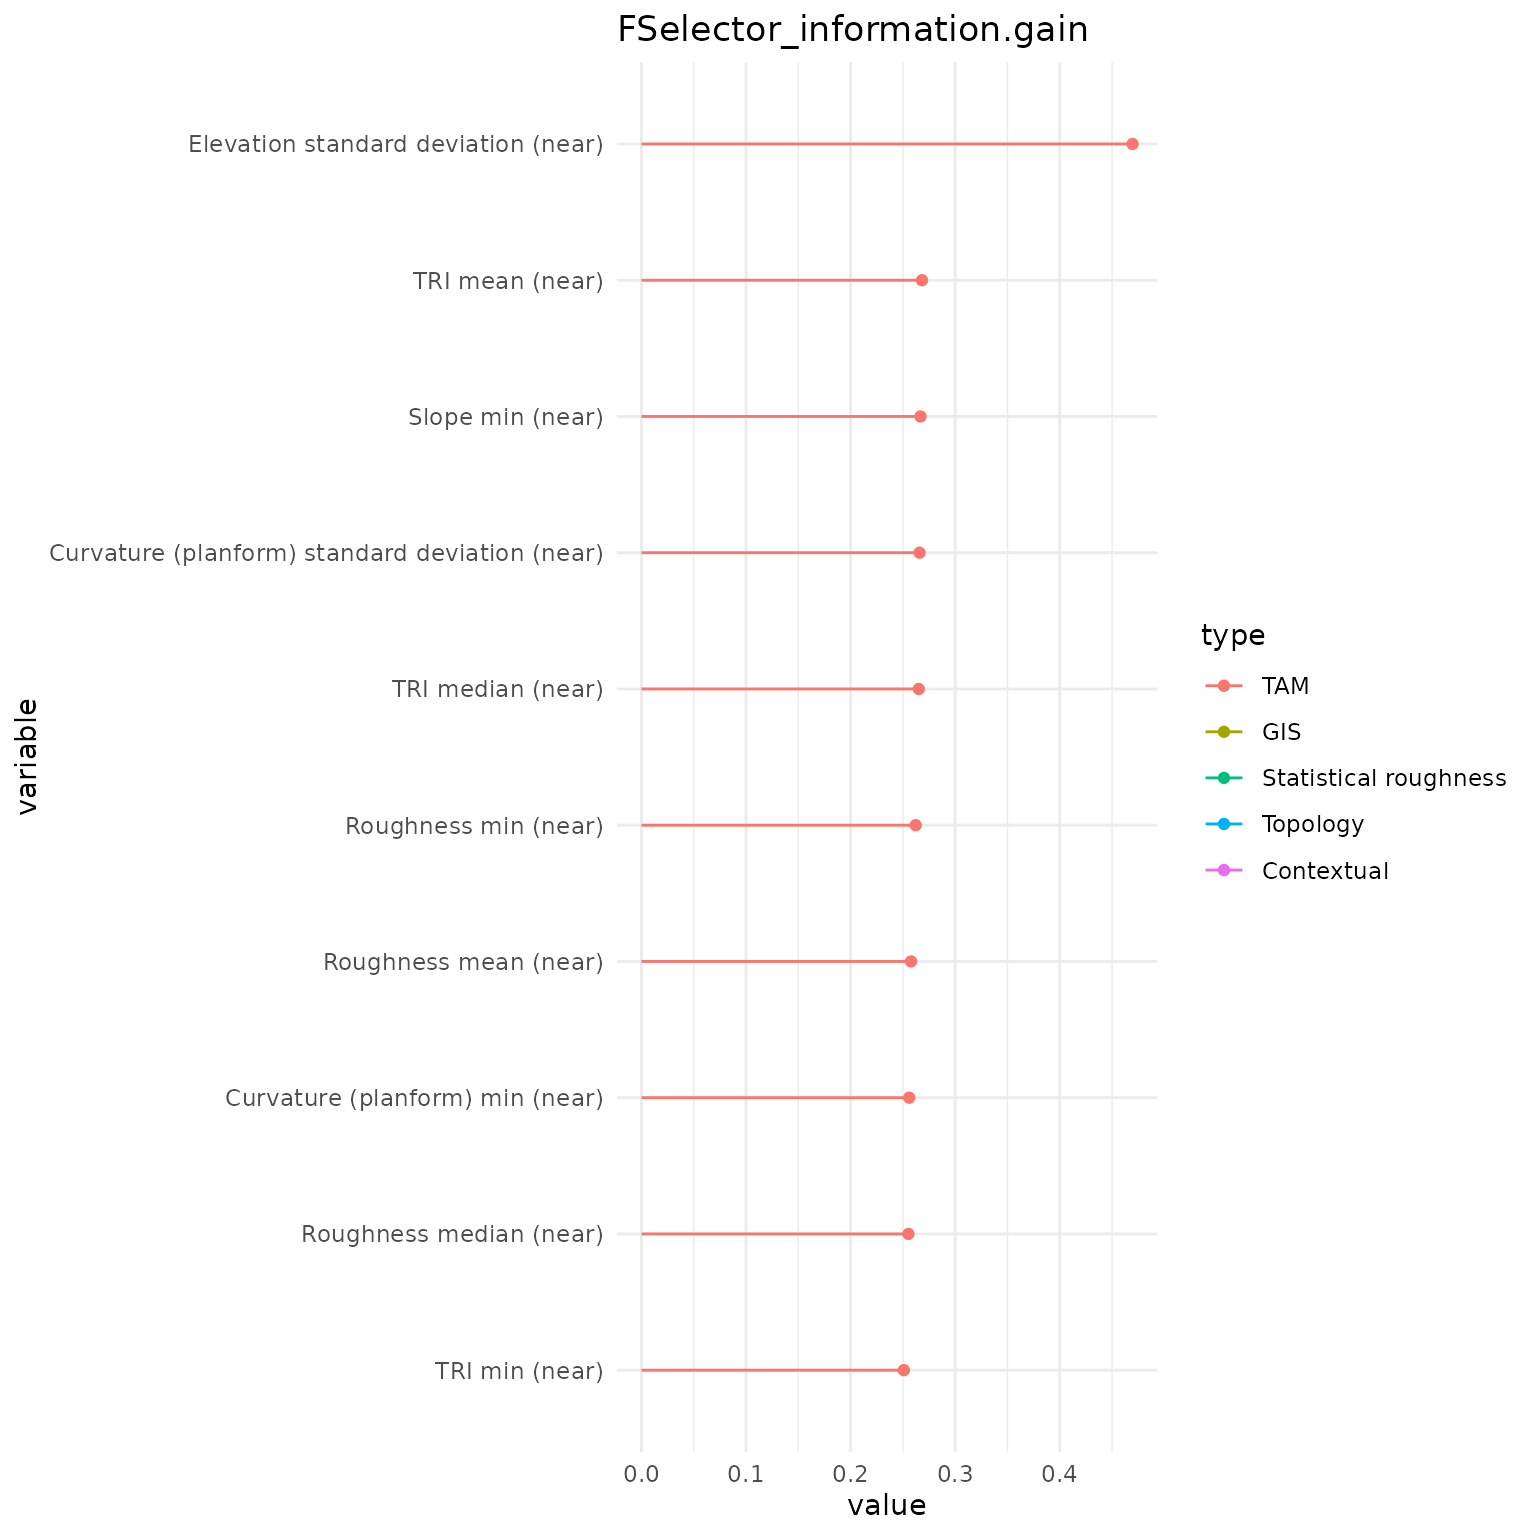 FSelector_information.gain
Elevation standard deviation (near)
TRI mean (near)
Slope min (near)
Curvature (planform) standard deviation (near)
TRI median (near)
Roughness min (near)
Roughness mean (near)
Curvature (planform) min (near)
Roughness median (near)
TRI min (near)
variable
0.0 0.1 0.2 0.3 0.4
value
type
TAM
GIS
Statistical roughness
Topology
Contextual